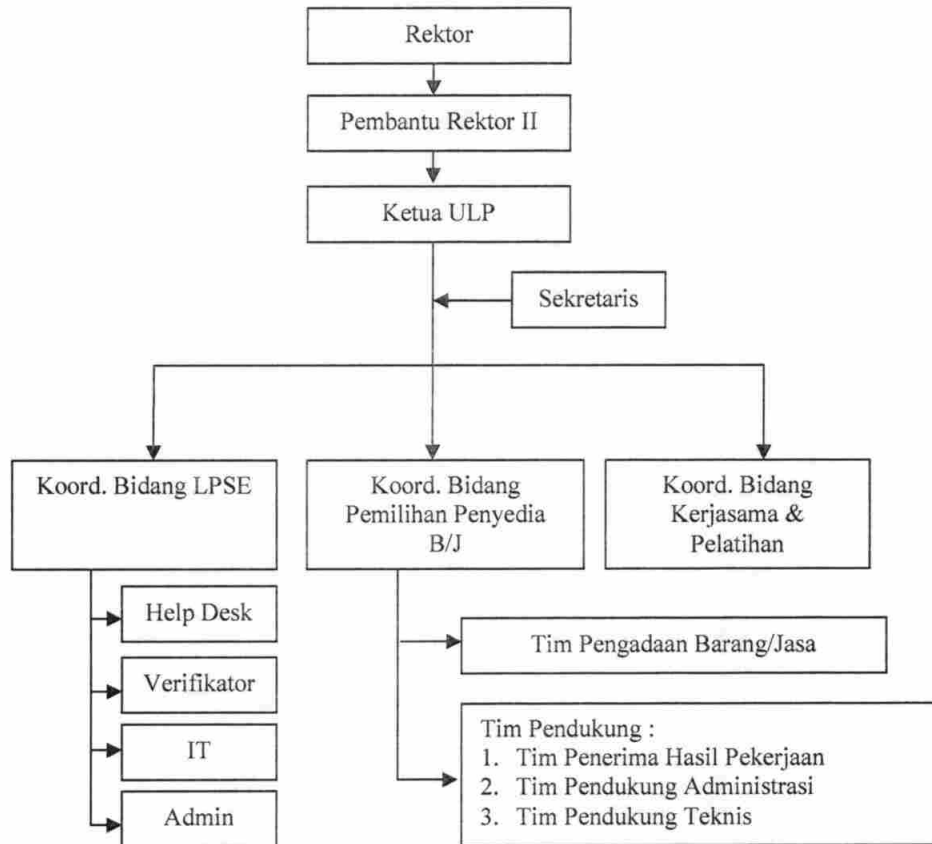 Rektor
Pembantu Rektor II
Ketua ULP
Sekretaris
Koord. Bidang LPSE
Koord. Bidang
Pemilihan Penyedia
B/J
Koord. Bidang
Kerjasama &
Pelatihan
Help Desk
Verifikator
IT
Admin
Tim Pengadaan Barang/Jasa
Tim Pendukung :
1. Tim Penerima Hasil Pekerjaan
2. Tim Pendukung Administrasi
3. Tim Pendukung Teknis